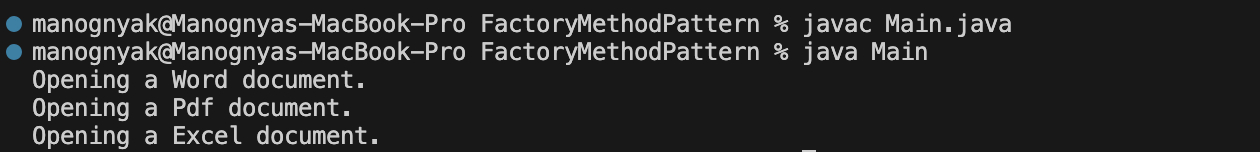 manognyak@Manognyas-MacBook-Pro FactoryMethodPattern % javac Main.java
manognyak@Manognyas-MacBook-Pro FactoryMethodPattern % java Main
Opening a Word document.
Opening a Pdf document.
Opening a Excel document.